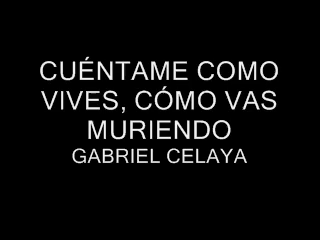 CUÉNTAME COMO
VIVES, CÓMO VAS
MURIENDO
GABRIEL CELAYA